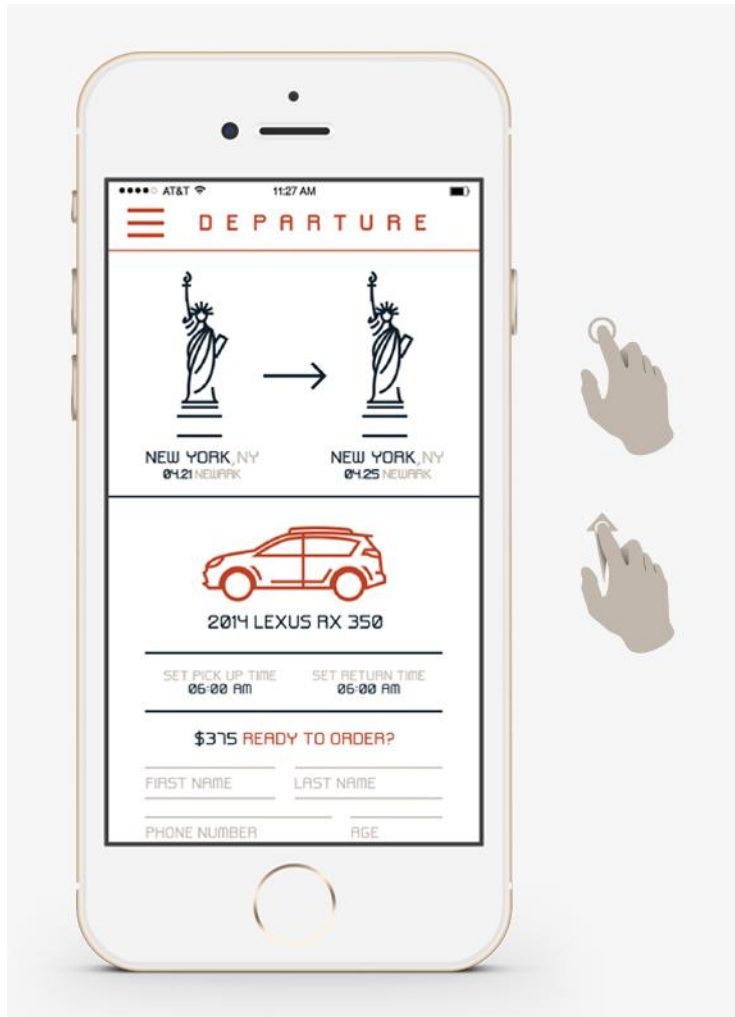 AT&T 11:27 AM
DEPARTURE
NEW YORK, NY NEW YORK, NY
04.21 NEWARK 04.25 NEWARK
2014 LEXUS RX 350
SET PICK UP TIME SET RETURN TIME
06:00 AM 06:00 AM
$375 READY TO ORDER?
FIRST NAME LAST NAME
PHONE NUMBER AGE